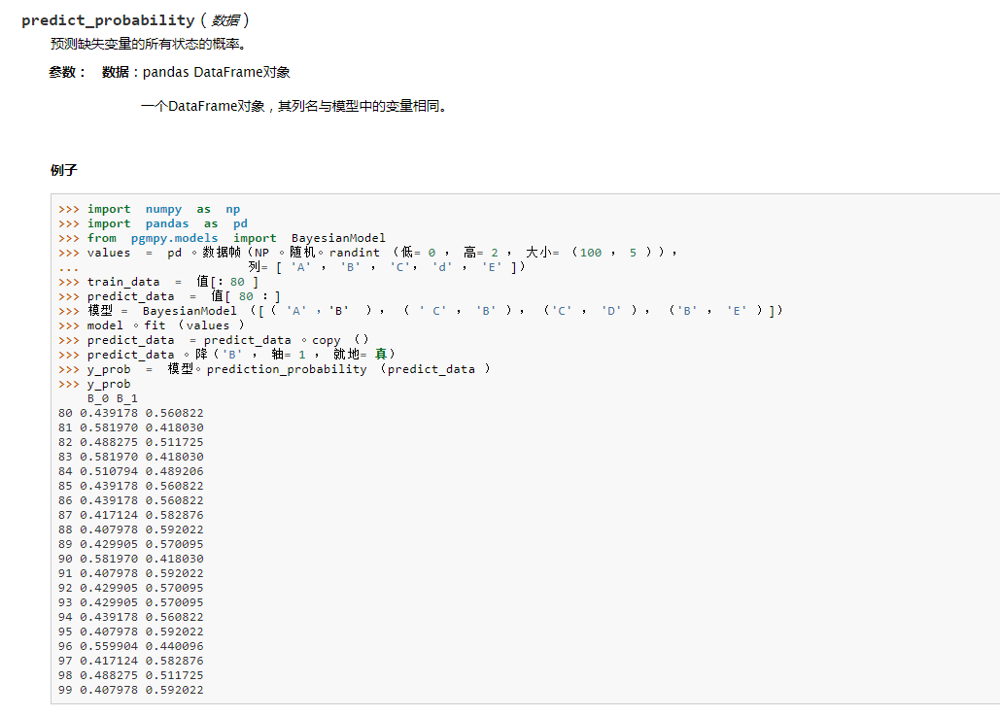 predict_probability ( 数据 )
预测缺失变量的所有状态的概率。
参数： 数据：pandas DataFrame对象
一个DataFrame对象，其列名与模型中的变量相同。
例子
>>> import numpy as np
>>> import pandas as pd
>>> from pgmpy.models import BayesianModel
>>> values = pd 。数据帧（NP 。随机。randint （低= 0 ， 高= 2 ， 大小= （100 ， 5 ）），
... 列= [ 'A' ， 'B' ， 'C'， 'd' ， 'E' ]）
>>> train_data = 值[：80 ]
>>> predict_data = 值[ 80 ：]
>>> 模型 = BayesianModel （[（ 'A' ，'B' ）， （ ' C' ， 'B' ）， （'C' ， 'D' ）， （'B' ， 'E' ）]）
>>> model 。fit （values ）
>>> predict_data = predict_data 。copy （）
>>> predict_data 。降（'B' ， 轴= 1 ， 就地= 真）
>>> y_prob = 模型。prediction_probability （predict_data ）
>>> y_prob
B_0 B_1
80 0.439178 0.560822
81 0.581970 0.418030
82 0.488275 0.511725
83 0.581970 0.418030
84 0.510794 0.489206
85 0.439178 0.560822
86 0.439178 0.560822
87 0.417124 0.582876
88 0.407978 0.592022
89 0.429905 0.570095
90 0.581970 0.418030
91 0.407978 0.592022
92 0.429905 0.570095
93 0.429905 0.570095
94 0.439178 0.560822
95 0.407978 0.592022
96 0.559904 0.440096
97 0.417124 0.582876
98 0.488275 0.511725
99 0.407978 0.592022